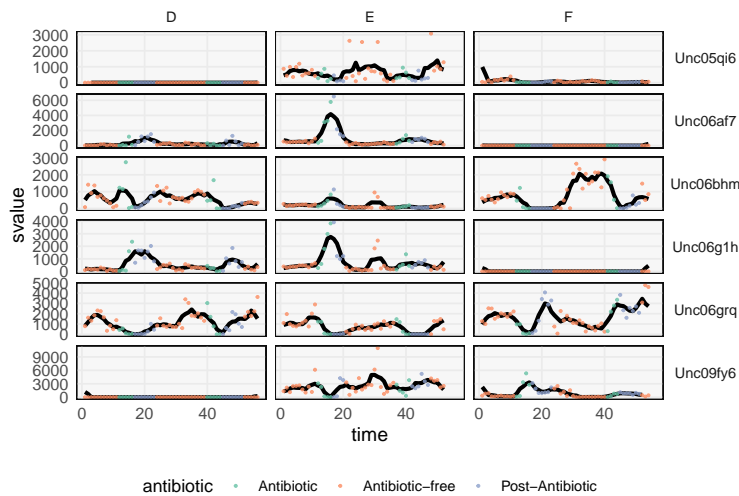 D E F
3000
2000
1000
0
Unc05qi6
6000
4000
2000
0
Unc06af7
3000
2000
1000
0
Unc06bhm
4000
3000
2000
1000
0
Unc06g1h
5000
4000
3000
2000
1000
0
Unc06grq
9000
6000
3000
0
Unc09fy6
svalue
0 20 40 0 20 40 0 20 40
time
antibiotic Antibiotic Antibiotic−free Post−Antibiotic